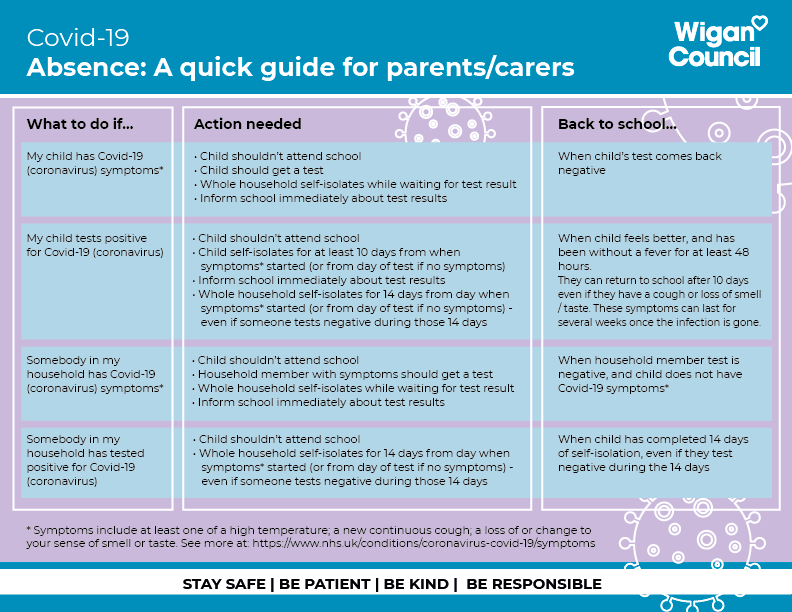 Covid-19
Absence: A quick guide for parents/carers
Wigan
Council
What to do if...
Action needed
Back to school...
My child has Covid-19
(coronavirus) symptoms*
• Child shouldn't attend school
• Child should get a test
• Whole household self-isolates while waiting for test result
• Inform school immediately about test results
When child's test comes back
negative
My child tests positive
for Covid-19 (coronavirus)
• Child shouldn't attend school
• Child self-isolates for at least 10 days from when
symptoms* started (or from day of test if no symptoms)
• Inform school immediately about test results
• Whole household self-isolates for 14 days from day when
symptoms* started (or from day of test if no symptoms) -
even if someone tests negative during those 14 days
When child feels better, and has
been without a fever for at least 48
hours.
They can return to school after 10 days
even if they have a cough or loss of smell
/ taste. These symptoms can last for
several weeks once the infection is gone.
Somebody in my
household has Covid-19
(coronavirus) symptoms*
• Child shouldn't attend school
• Household member with symptoms should get a test
• Whole household self-isolates while waiting for test result
• Inform school immediately about test results
When household member test is
negative, and child does not have
Covid-19 symptoms*
Somebody in my
household has tested
positive for Covid-19
(coronavirus)
• Child shouldn't attend school
• Whole household self-isolates for 14 days from day when
symptoms* started (or from day of test if no symptoms) -
even if someone tests negative during those 14 days
When child has completed 14 days
of self-isolation, even if they test
negative during the 14 days
* Symptoms include at least one of a high temperature; a new continuous cough; a loss of or change to
your sense of smell or taste. See more at: https://www.nhs.uk/conditions/coronavirus-covid-19/symptoms
STAY SAFE | BE PATIENT | BE KIND | BE RESPONSIBLE